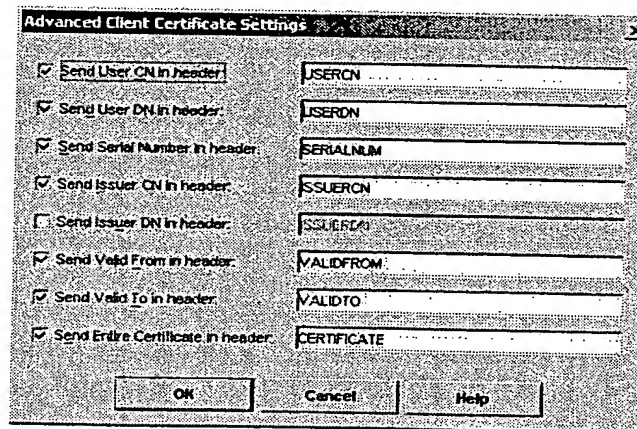 Advanced Client Certificate Settings
Send User CN in header: USERCN
Send User DN in header: USERDN
Send Serial Number in header: SERIALNUM
Send Issuer CN in header: ISSUERCN
Send Issuer DN in header: ISSUERDN
Send Valid From in header: VALIDFROM
Send Valid To in header: VALIDTO
Send Entire Certificate in header: CERTIFICATE
OK Cancel Help